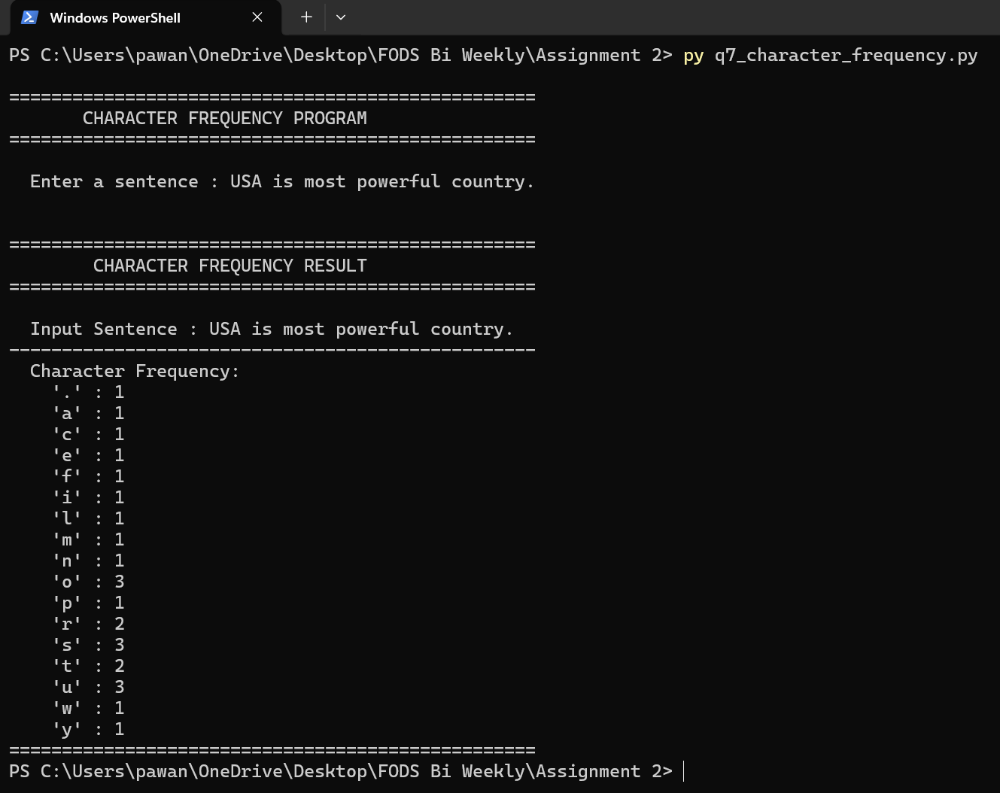 Windows PowerShell
PS C:\Users\pawan\OneDrive\Desktop\FODS Bi Weekly\Assignment 2> py q7_character_frequency.py
==================================================
CHARACTER FREQUENCY PROGRAM
==================================================
Enter a sentence : USA is most powerful country.
==================================================
CHARACTER FREQUENCY RESULT
==================================================
Input Sentence : USA is most powerful country.
--------------------------------------------------
Character Frequency:
'.' : 1
'a' : 1
'c' : 1
'e' : 1
'f' : 1
'i' : 1
'l' : 1
'm' : 1
'n' : 1
'o' : 3
'p' : 1
'r' : 2
's' : 3
't' : 2
'u' : 3
'w' : 1
'y' : 1
==================================================
PS C:\Users\pawan\OneDrive\Desktop\FODS Bi Weekly\Assignment 2>